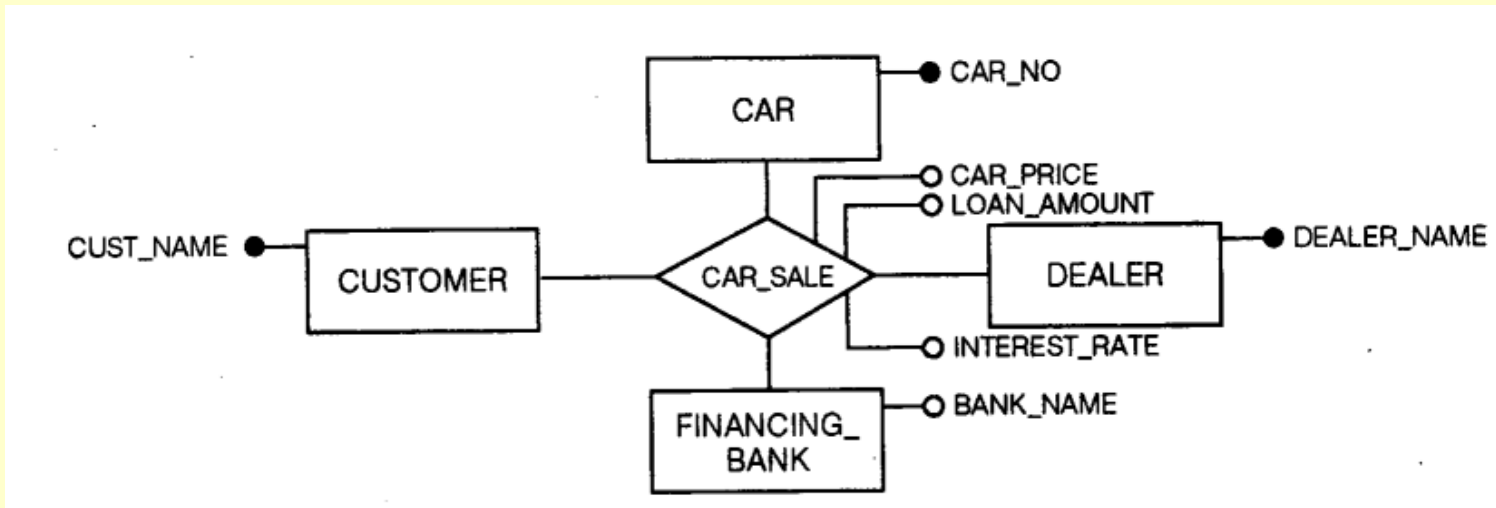 CAR
CAR_NO
CAR_PRICE
LOAN_AMOUNT
CUST_NAME
CUSTOMER
CAR_SALE
DEALER
DEALER_NAME
INTEREST_RATE
FINANCING_
BANK
BANK_NAME